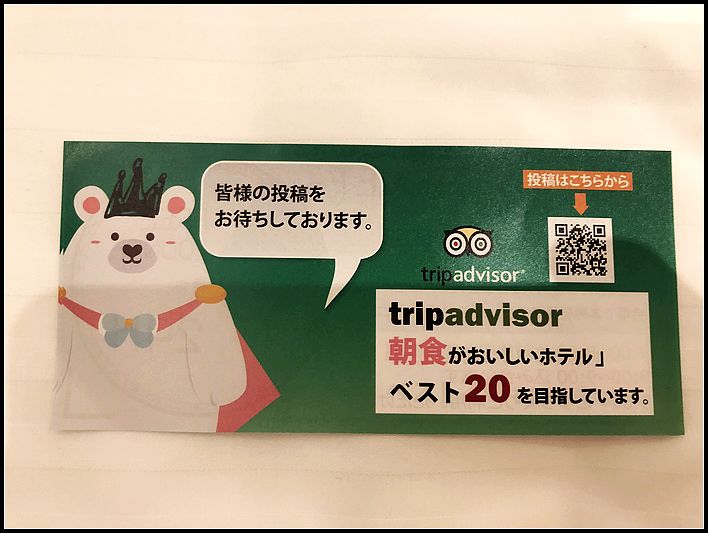 皆様の投稿を
お待ちしております。
投稿はこちらから
tripadvisor®
tripadvisor
朝食がおいしいホテル」
ベスト20を目指しています。